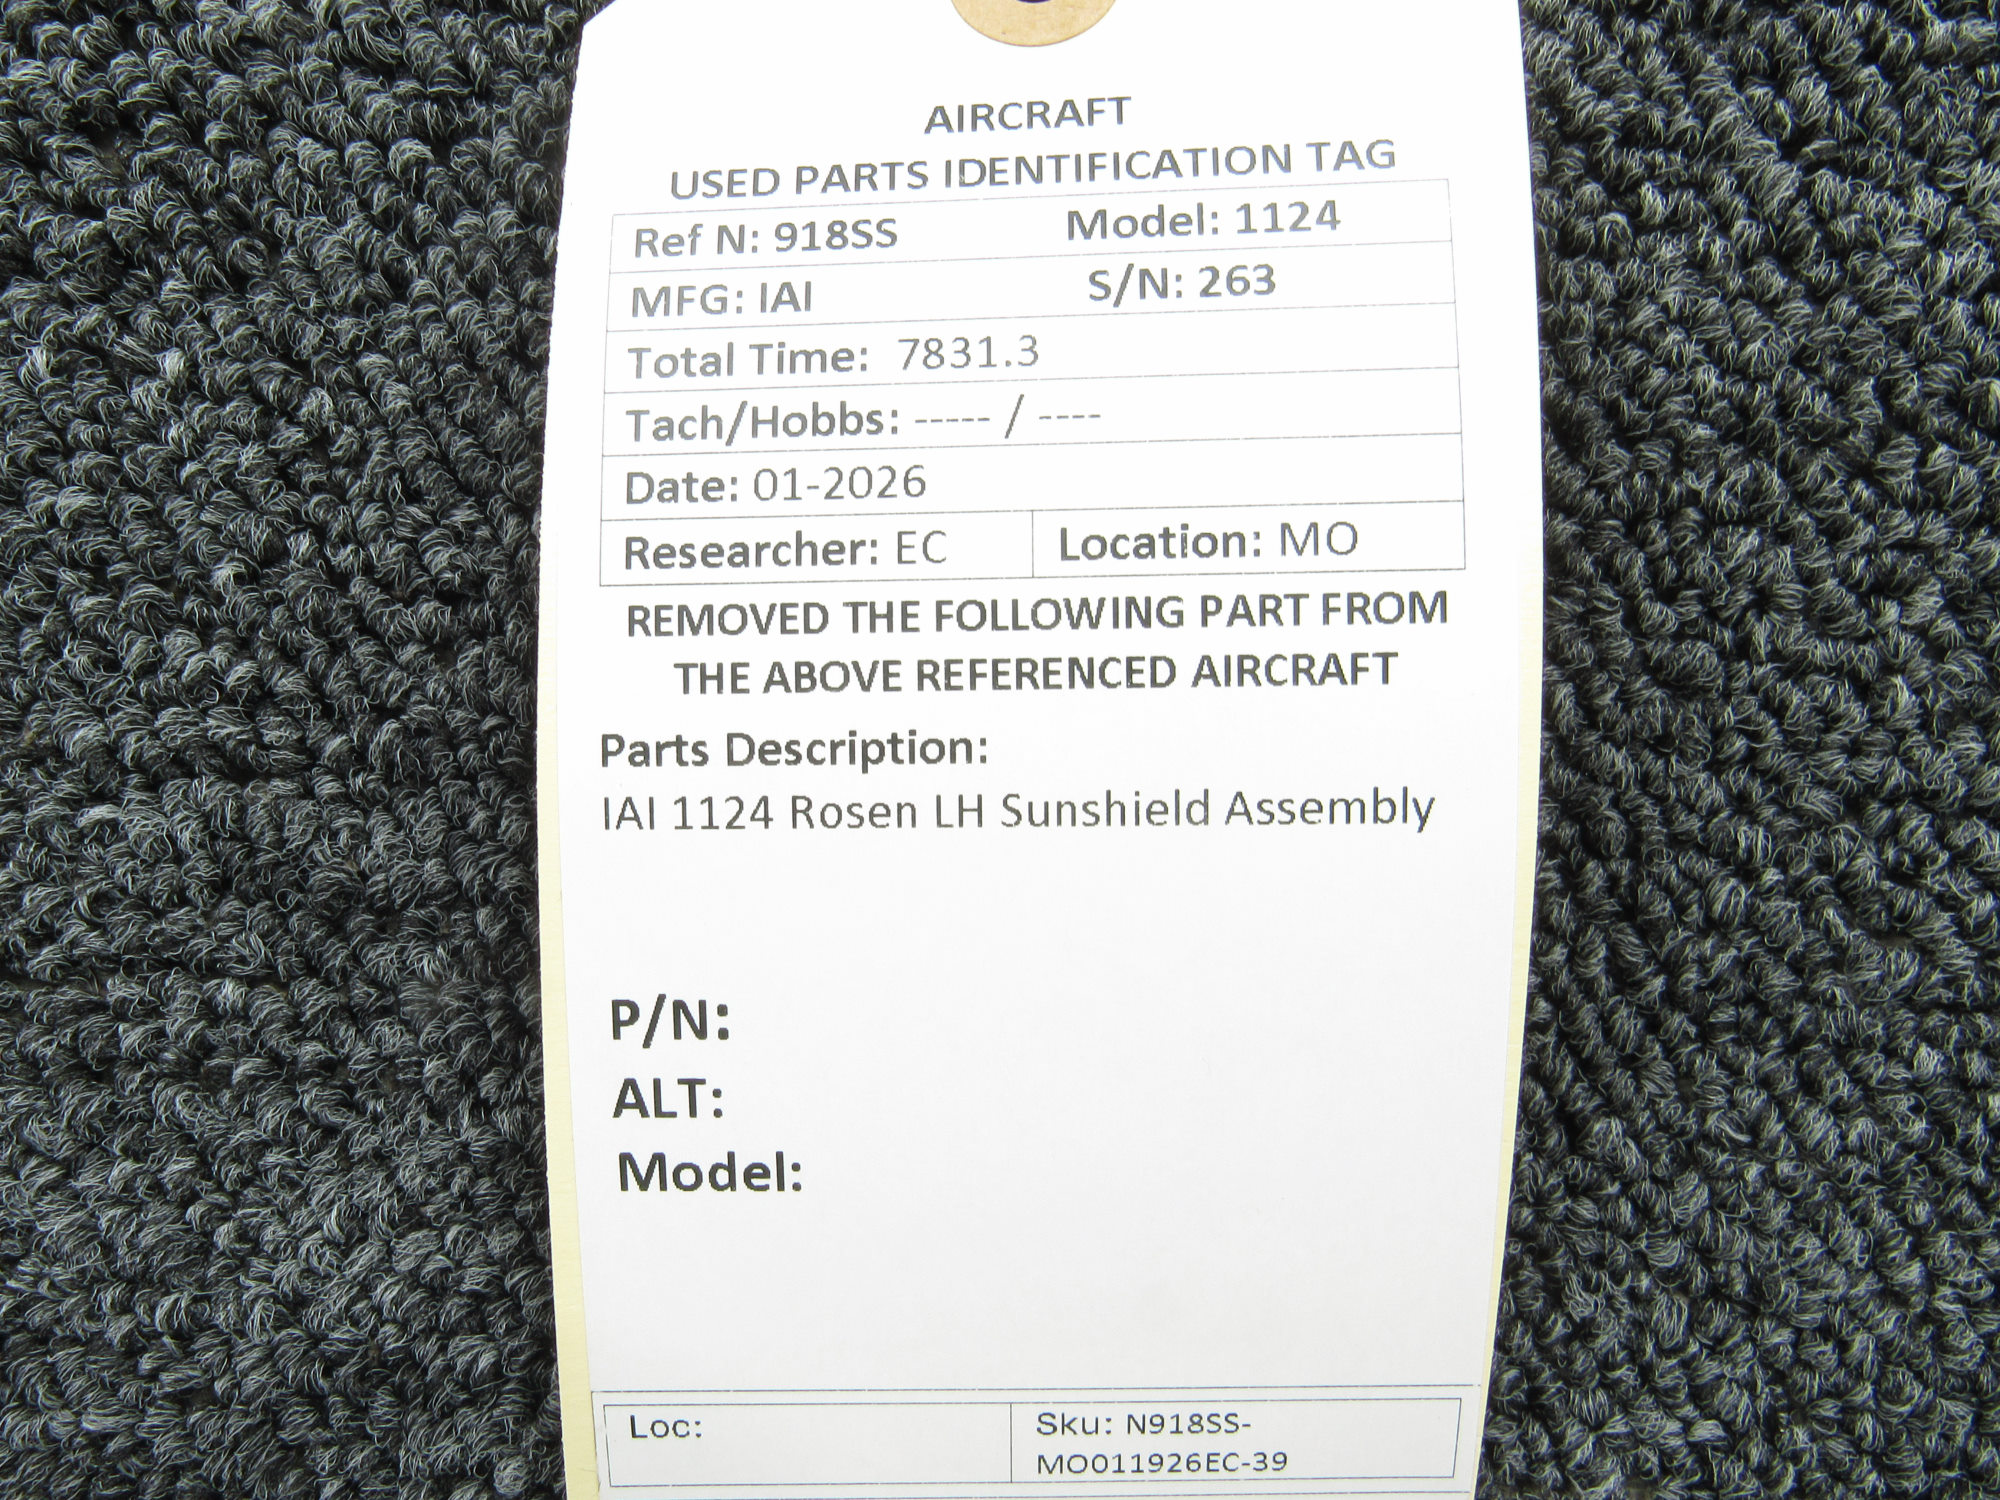 AIRCRAFT
USED PARTS IDENTIFICATION TAG
Ref N: 918SS Model: 1124
MFG: IAI S/N: 263
Total Time: 7831.3
Tach/Hobbs: ----- / ----
Date: 01-2026
Researcher: EC Location: MO
REMOVED THE FOLLOWING PART FROM
THE ABOVE REFERENCED AIRCRAFT
Parts Description:
IAI 1124 Rosen LH Sunshield Assembly
P/N:
ALT:
Model:
Loc: Sku: N918SS-
MO011926EC-39